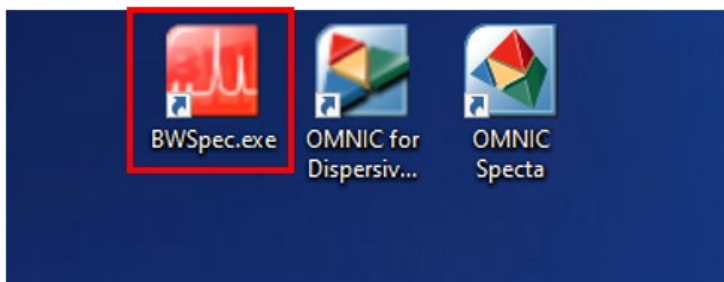 BWSpec.exe
OMNIC for
Dispersiv...
OMNIC
Specta